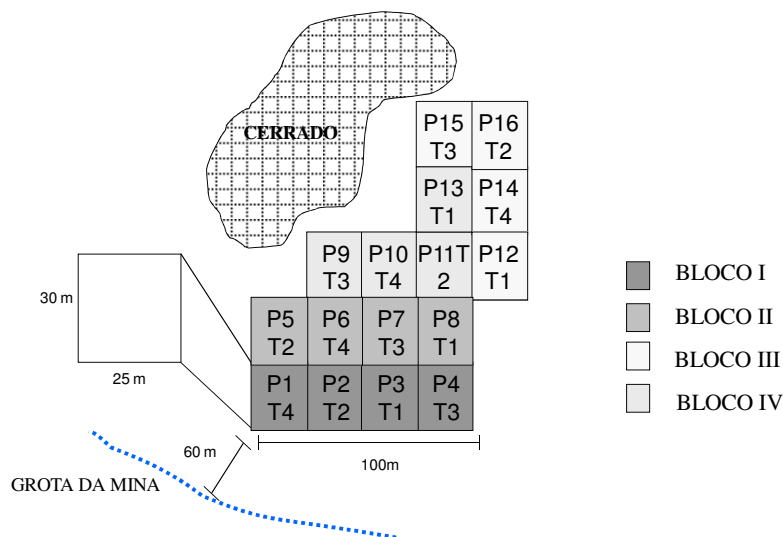 CERRADO
P15 P16
T3 T2
P13 P14
T1 T4
P9 P10 P11T P12
T3 T4 2 T1
P5 P6 P7 P8
T2 T4 T3 T1
P1 P2 P3 P4
T4 T2 T1 T3
30 m
25 m
60 m
100m
GROTA DA MINA
BLOCO I
BLOCO II
BLOCO III
BLOCO IV